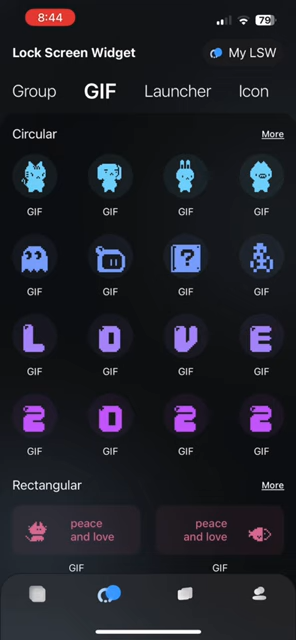 8:44
79
Lock Screen Widget
My LSW
Group GIF Launcher Icon
Circular
More
GIF GIF GIF GIF
?
GIF GIF GIF GIF
L O V E
GIF GIF GIF GIF
2 0 2 2
GIF GIF GIF GIF
Rectangular
More
peace
and love
peace
and love
GIF GIF